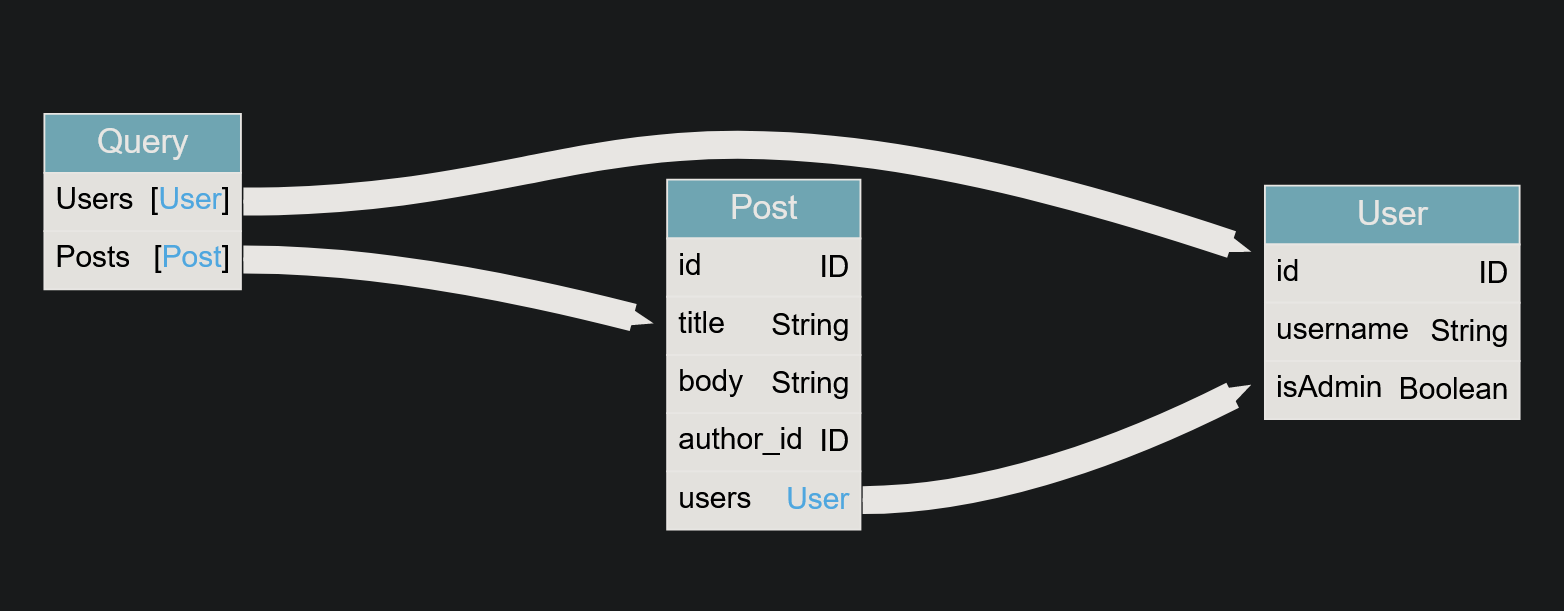 Query
Users [User]
Posts [Post]
Post
id ID
title String
body String
author_id ID
users User
User
id ID
username String
isAdmin Boolean